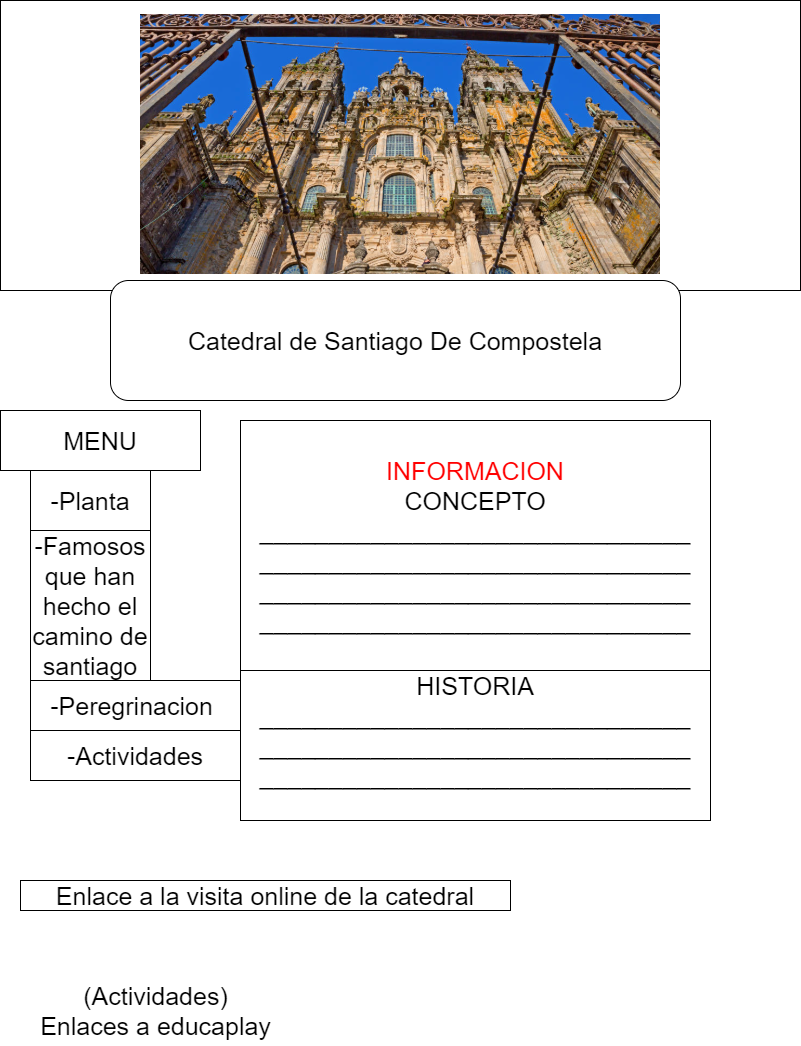 Catedral de Santiago De Compostela
MENU
-Planta
-Famosos
que han
hecho el
camino de
santiago
-Peregrinacion
-Actividades
INFORMACION
CONCEPTO
HISTORIA
Enlace a la visita online de la catedral
(Actividades)
Enlaces a educaplay